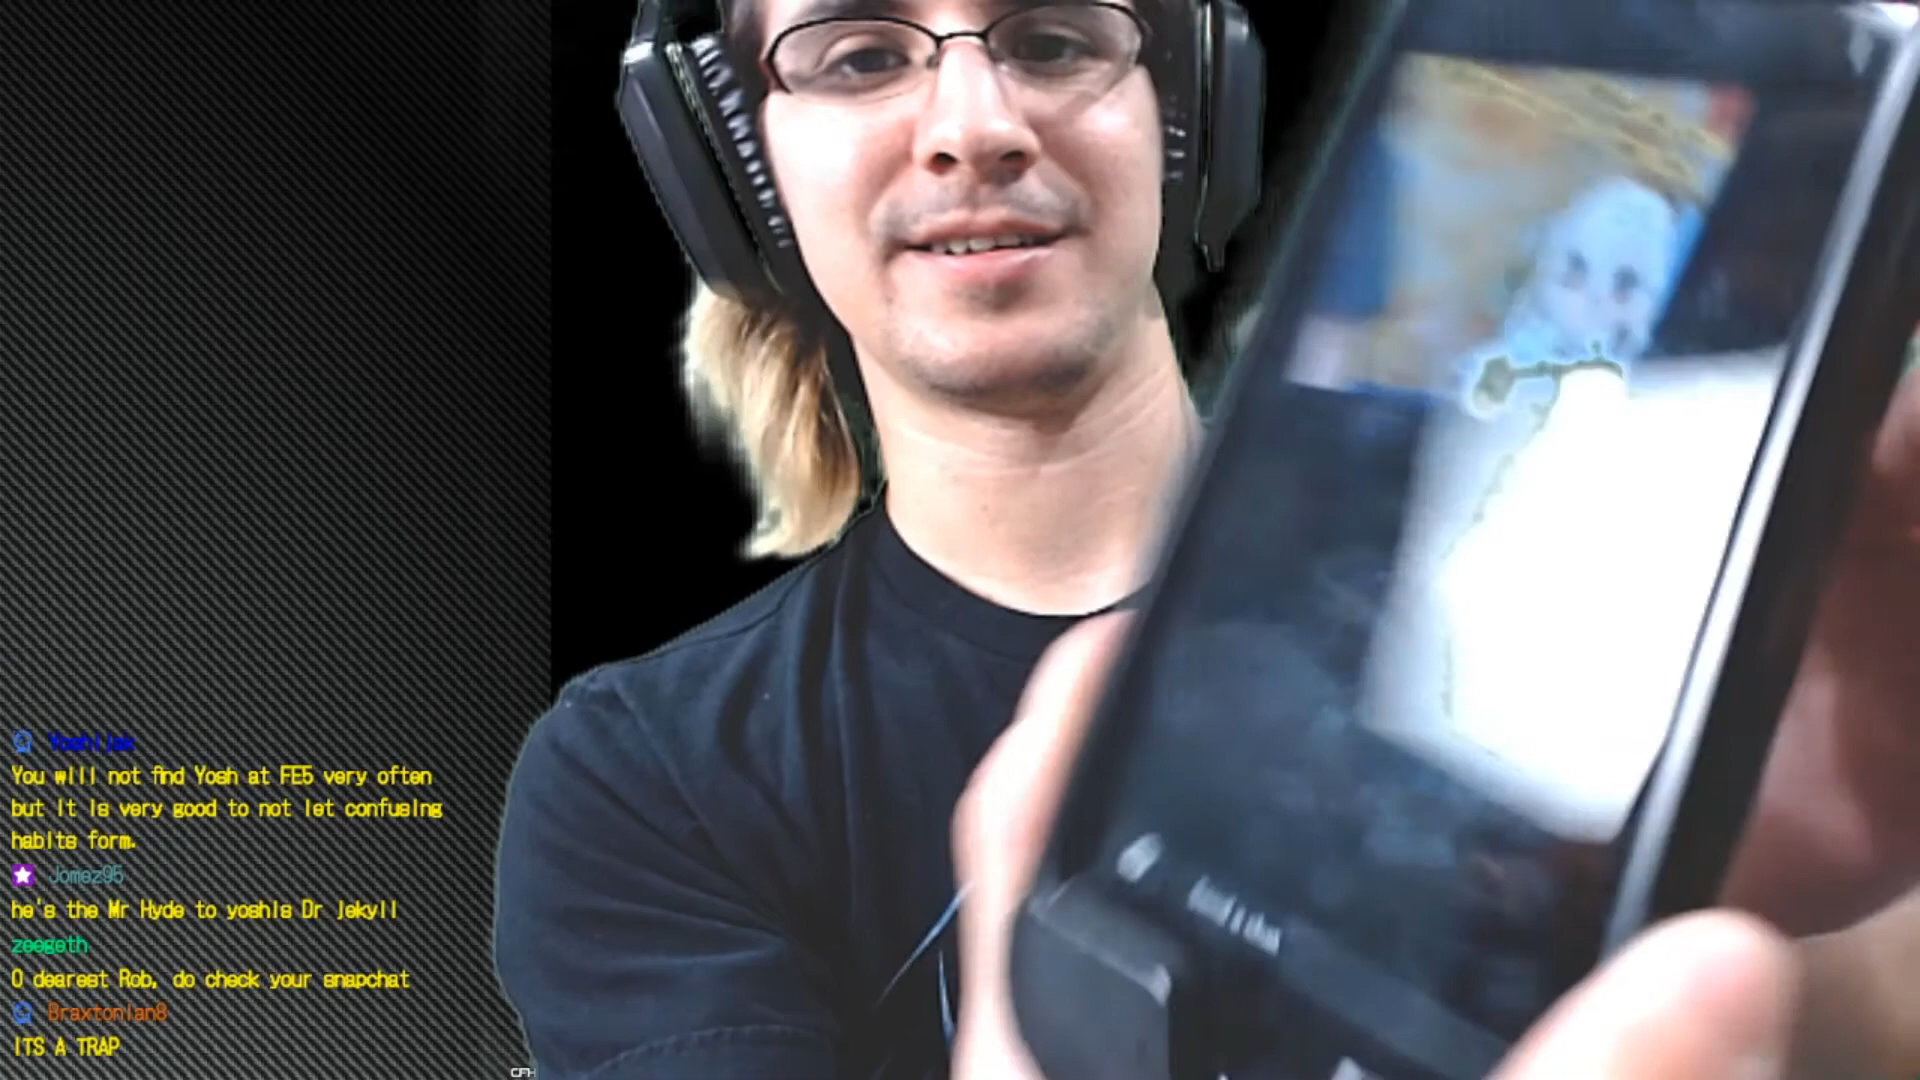 Yoshijak
You will not find Yosh at FE5 very often
but it is very good to not let confusing
habits form.
Jomez95
he's the Mr Hyde to yoshis Dr jekyll
zeegeth
O dearest Rob, do check your snapchat
BraxtonIan8
ITS A TRAP